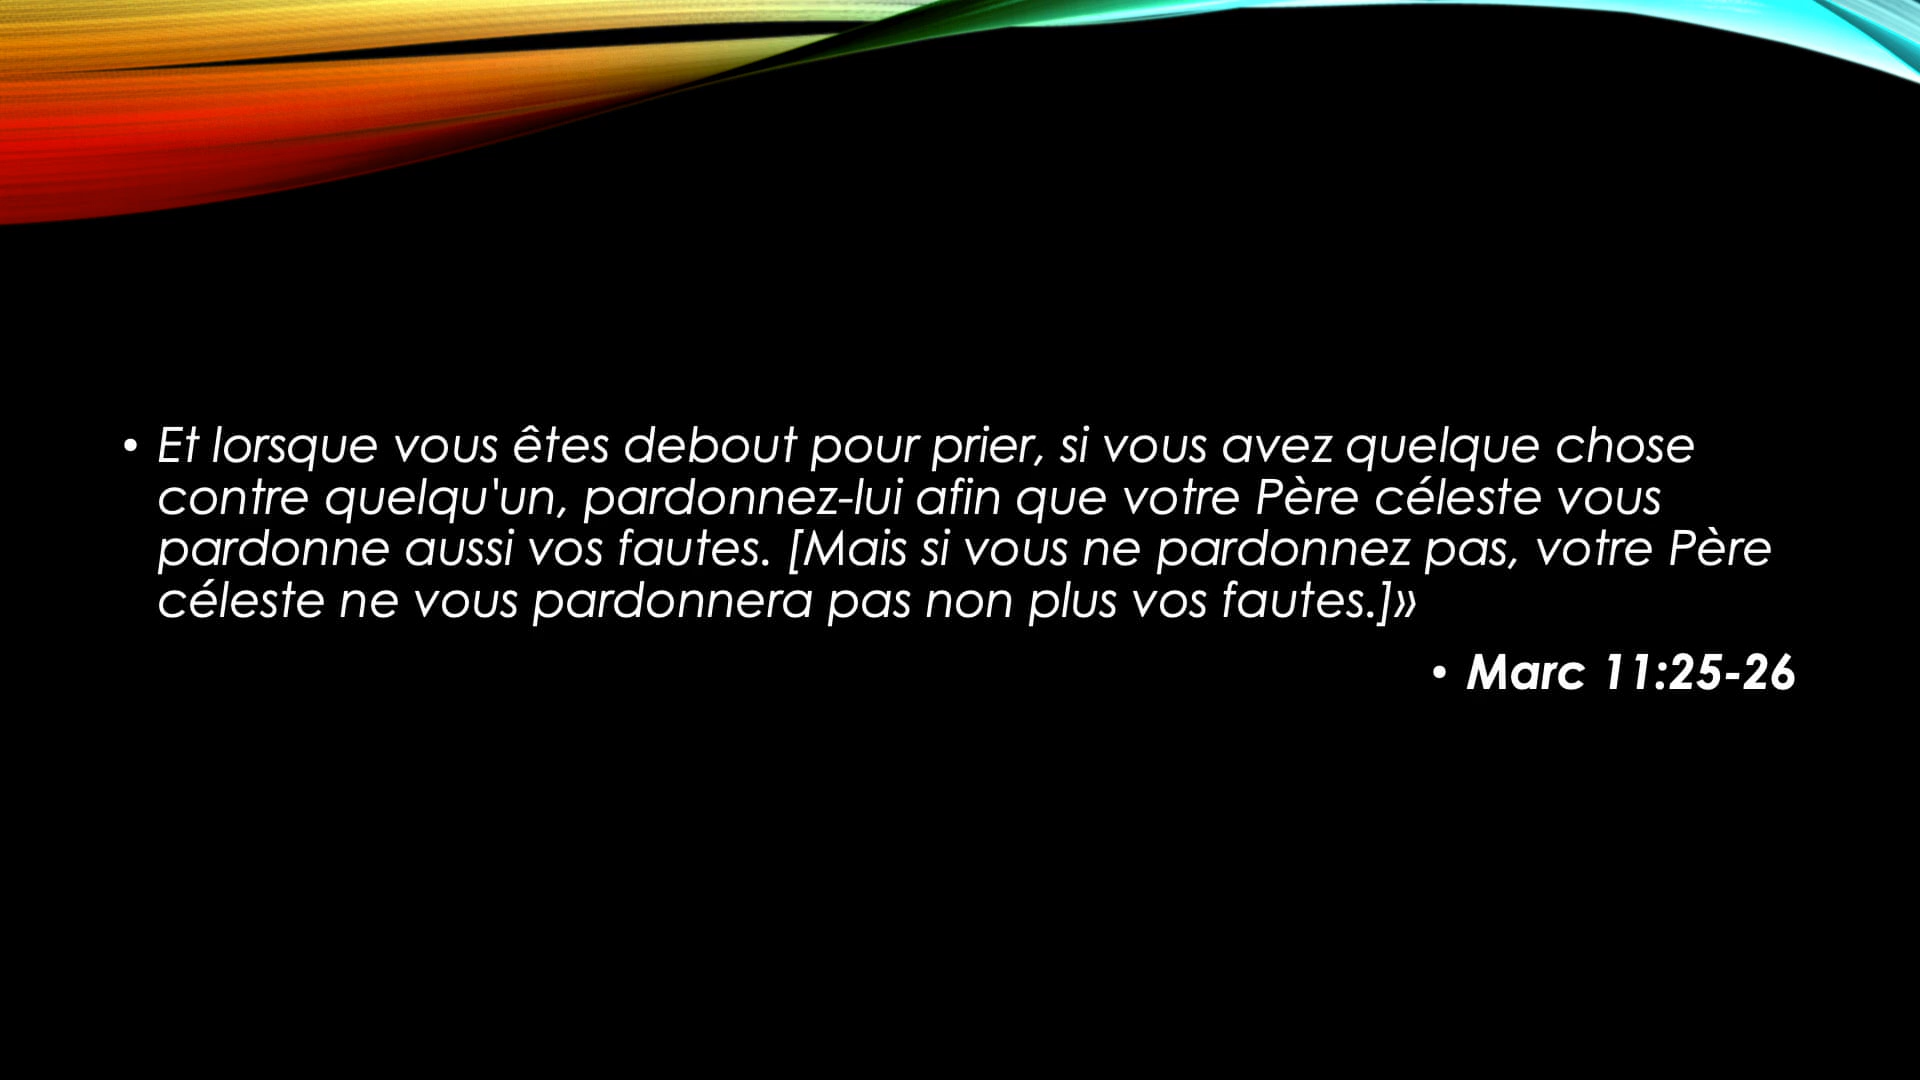 • Et lorsque vous êtes debout pour prier, si vous avez quelque chose
contre quelqu'un, pardonnez-lui afin que votre Père céleste vous
pardonne aussi vos fautes. [Mais si vous ne pardonnez pas, votre Père
céleste ne vous pardonnera pas non plus vos fautes.]»
• Marc 11:25-26